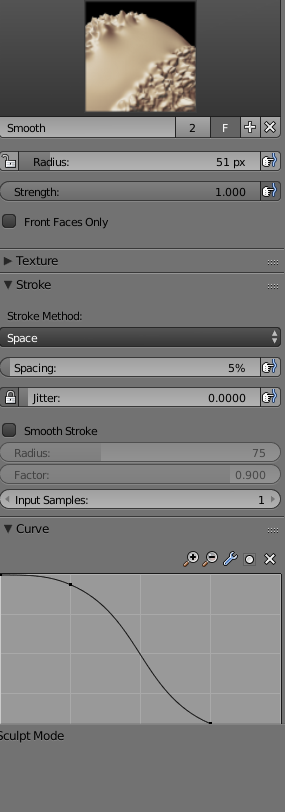 Smooth 2 F
Radius: 51 px
Strength: 1.000
Front Faces Only
Texture
Stroke
Stroke Method:
Space
Spacing: 5%
Jitter: 0.0000
Smooth Stroke
Radius: 75
Factor: 0.900
Input Samples: 1
Curve
Sculpt Mode